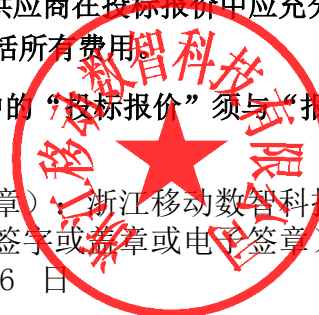 供应商在投标报价中应充分
括所有费用。
中的“投标报价”须与“报
章）：浙江移动数智科技
签字或盖章或电子签章）
6 日
浙江移动数智科技有限公司